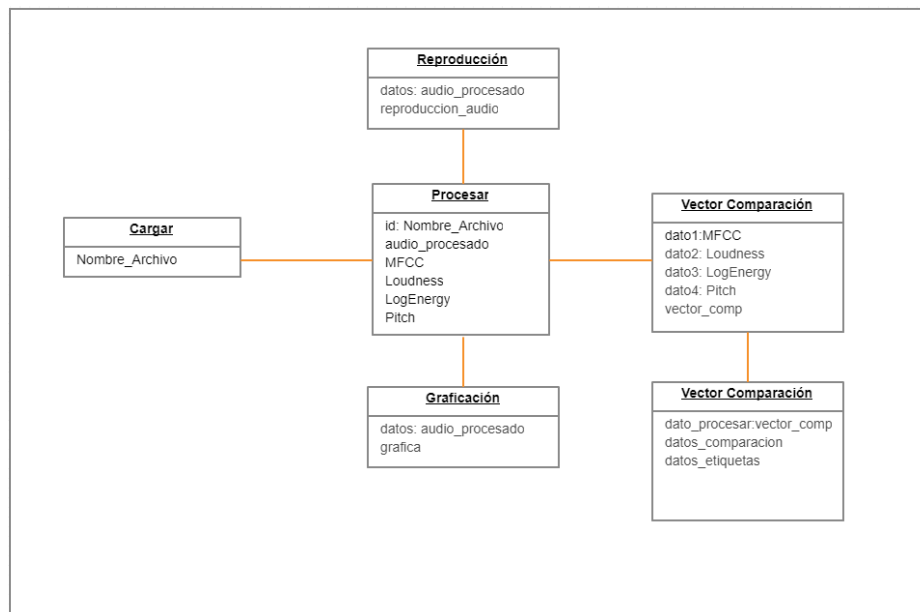 Reproducción
datos: audio_procesado
reproduccion_audio
Procesar
id: Nombre_Archivo
audio_procesado
MFCC
Loudness
LogEnergy
Pitch
Cargar
Nombre_Archivo
Vector Comparación
dato1:MFCC
dato2: Loudness
dato3: LogEnergy
dato4: Pitch
vector_comp
Graficación
datos: audio_procesado
grafica
Vector Comparación
dato_procesar:vector_comp
datos_comparacion
datos_etiquetas